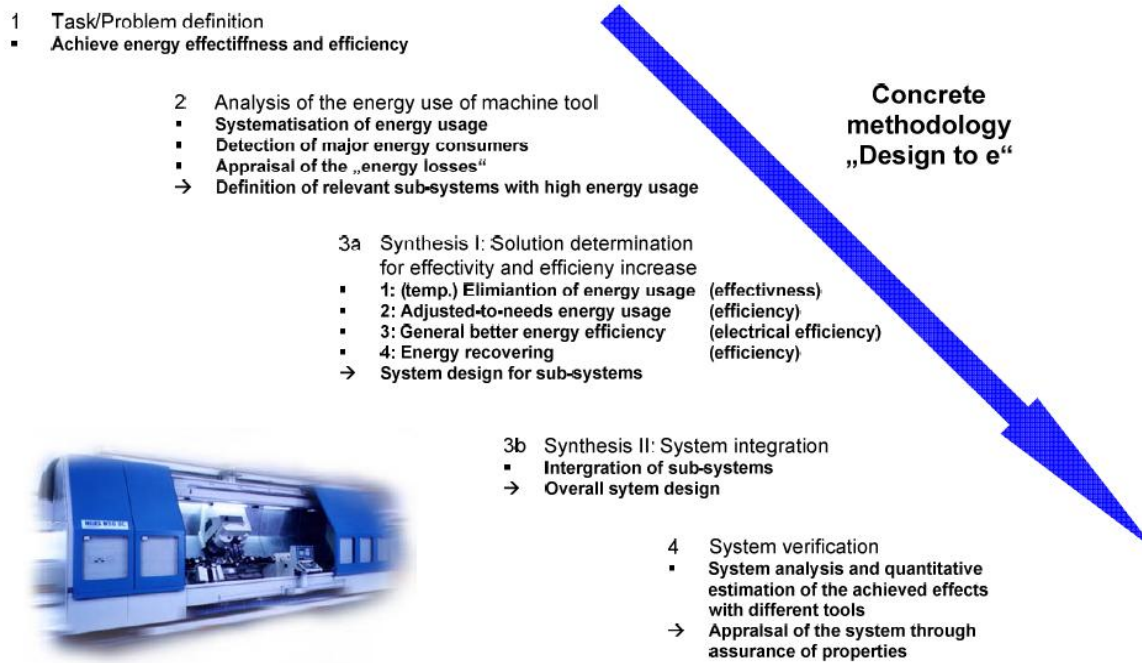 1 Task/Problem definition
▪ Achieve energy effectiffness and efficiency
Concrete
methodology
„Design to e“
2 Analysis of the energy use of machine tool
▪ Systematisation of energy usage
▪ Detection of major energy consumers
▪ Appraisal of the „energy losses“
→ Definition of relevant sub-systems with high energy usage
3a Synthesis I: Solution determination
for effectivity and efficieny increase
▪ 1: (temp.) Elimiantion of energy usage (effectivness)
▪ 2: Adjusted-to-needs energy usage (efficiency)
▪ 3: General better energy efficiency (electrical efficiency)
▪ 4: Energy recovering (efficiency)
→ System design for sub-systems
3b Synthesis II: System integration
▪ Intergration of sub-systems
→ Overall sytem design
4 System verification
▪ System analysis and quantitative
estimation of the achieved effects
with different tools
→ Appraisal of the system through
assurance of properties